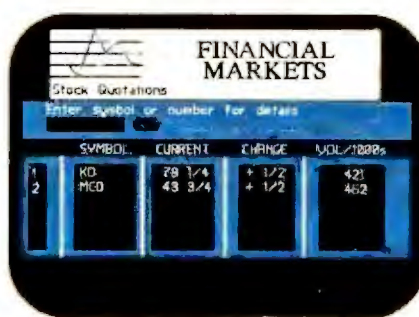 FINANCIAL
MARKETS
Stock Quotations
Enter symbol or number for details
SYMBOL CURRENT CHANGE VOL/1000s
1 KO 79 1/4 + 1/2 421
2 MCD 43 3/4 + 1/2 462